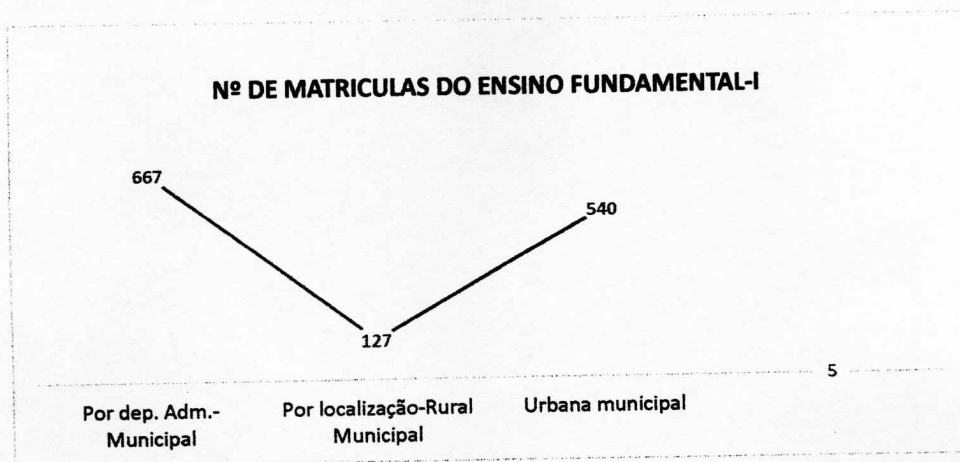 Nº DE MATRICULAS DO ENSINO FUNDAMENTAL-I
667
540
127
5
Por dep. Adm.-
Municipal
Por localização-Rural
Municipal
Urbana municipal